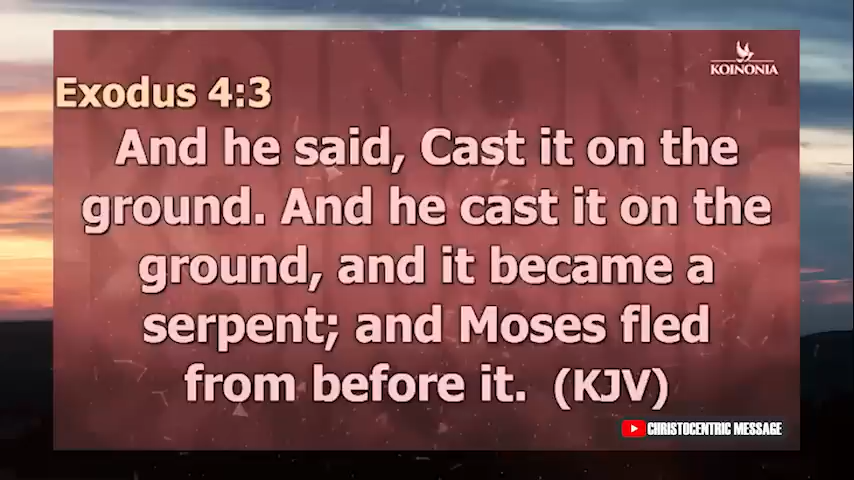 KOINONIA
Exodus 4:3
And he said, Cast it on the
ground. And he cast it on the
ground, and it became a
serpent; and Moses fled
from before it. (KJV)
CHRISTOCENTRIC MESSAGE